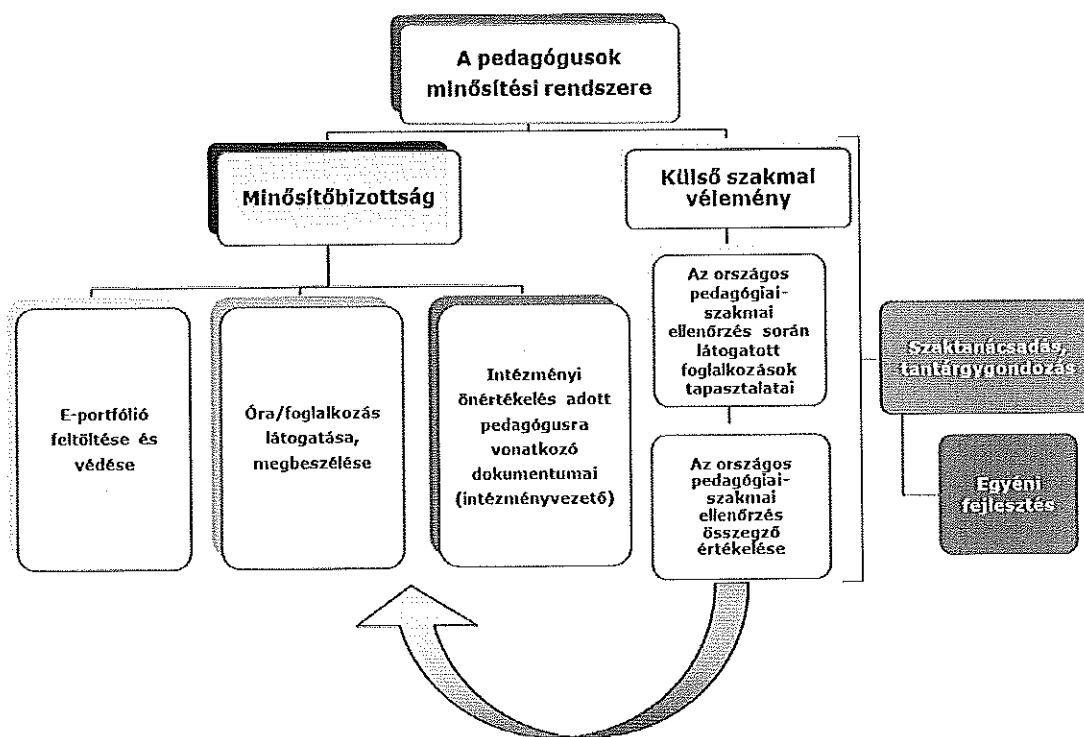 A pedagógusok
minősítési rendszere
Minősítőbizottság
Külső szakmai
vélemény
E-portfólió
feltöltése és
védése
Óra/foglalkozás
látogatása,
megbeszélése
Intézményi
önértékelés adott
pedagógusra
vonatkozó
dokumentumai
(intézményvezető)
Az országos
pedagógiai-
szakmai
ellenőrzés során
látogatott
foglalkozások
tapasztalatai
Az országos
pedagógiai-
szakmai
ellenőrzés
összegző
értékelése
Szaktanácsadás,
tantárgygondozás
Egyéni
fejlesztés